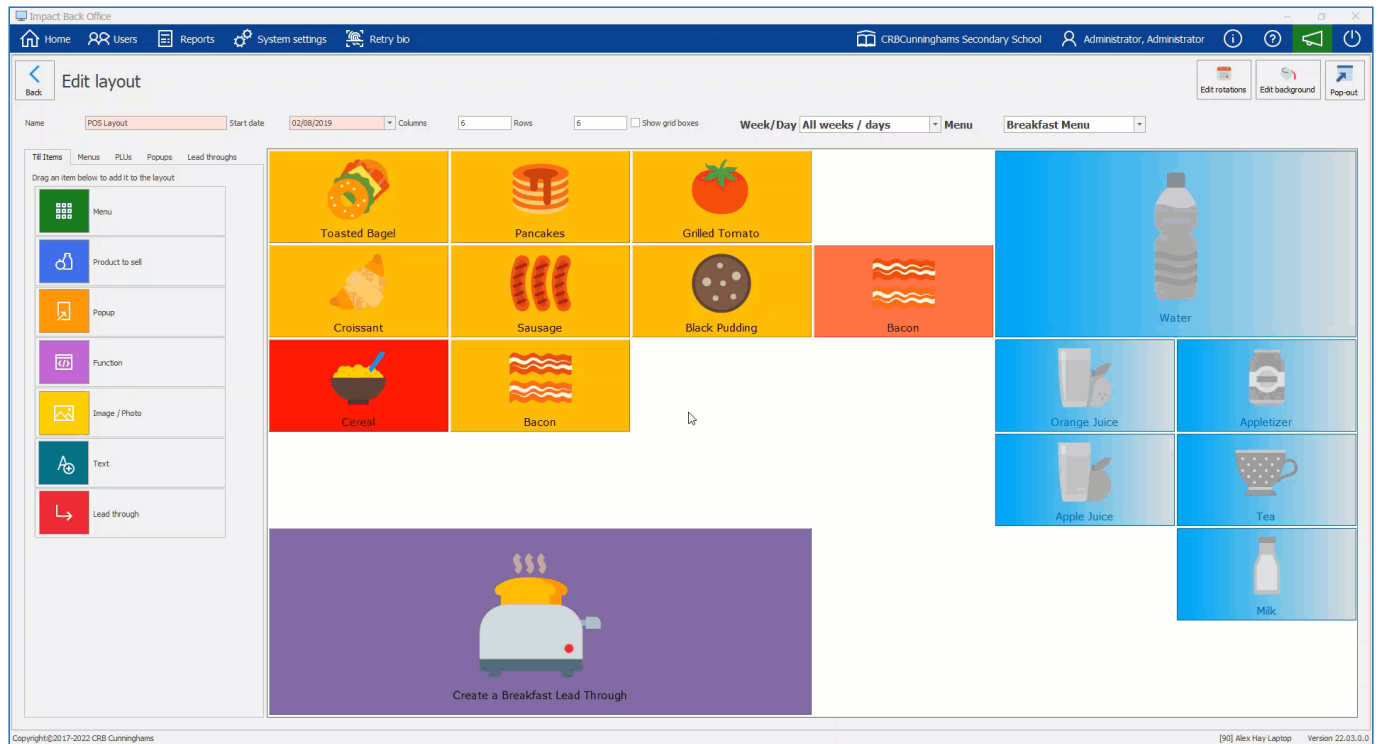 Impact Back Office
Home Users Reports System settings Retry bio CRBCunninghams Secondary School Administrator, Administrator
Back Edit layout Edit rotations Edit background Pop-out
Name POS Layout Start date 02/08/2019 Columns 6 Rows 6 Show grid boxes Week/Day All weeks / days Menu Breakfast Menu
Till Items Menus PLUs Popups Lead throughs
Drag an item below to add it to the layout
Menu
Product to sell
Popup
Function
Image / Photo
Text
Lead through
Toasted Bagel Pancakes Grilled Tomato
Water
Croissant Sausage Black Pudding Bacon
Cereal Bacon Orange Juice Appletizer
Apple Juice Tea
Milk
Create a Breakfast Lead Through
Copyright©2017-2022 CRB Cunninghams [90] Alex Hay Laptop Version 22.03.0.0